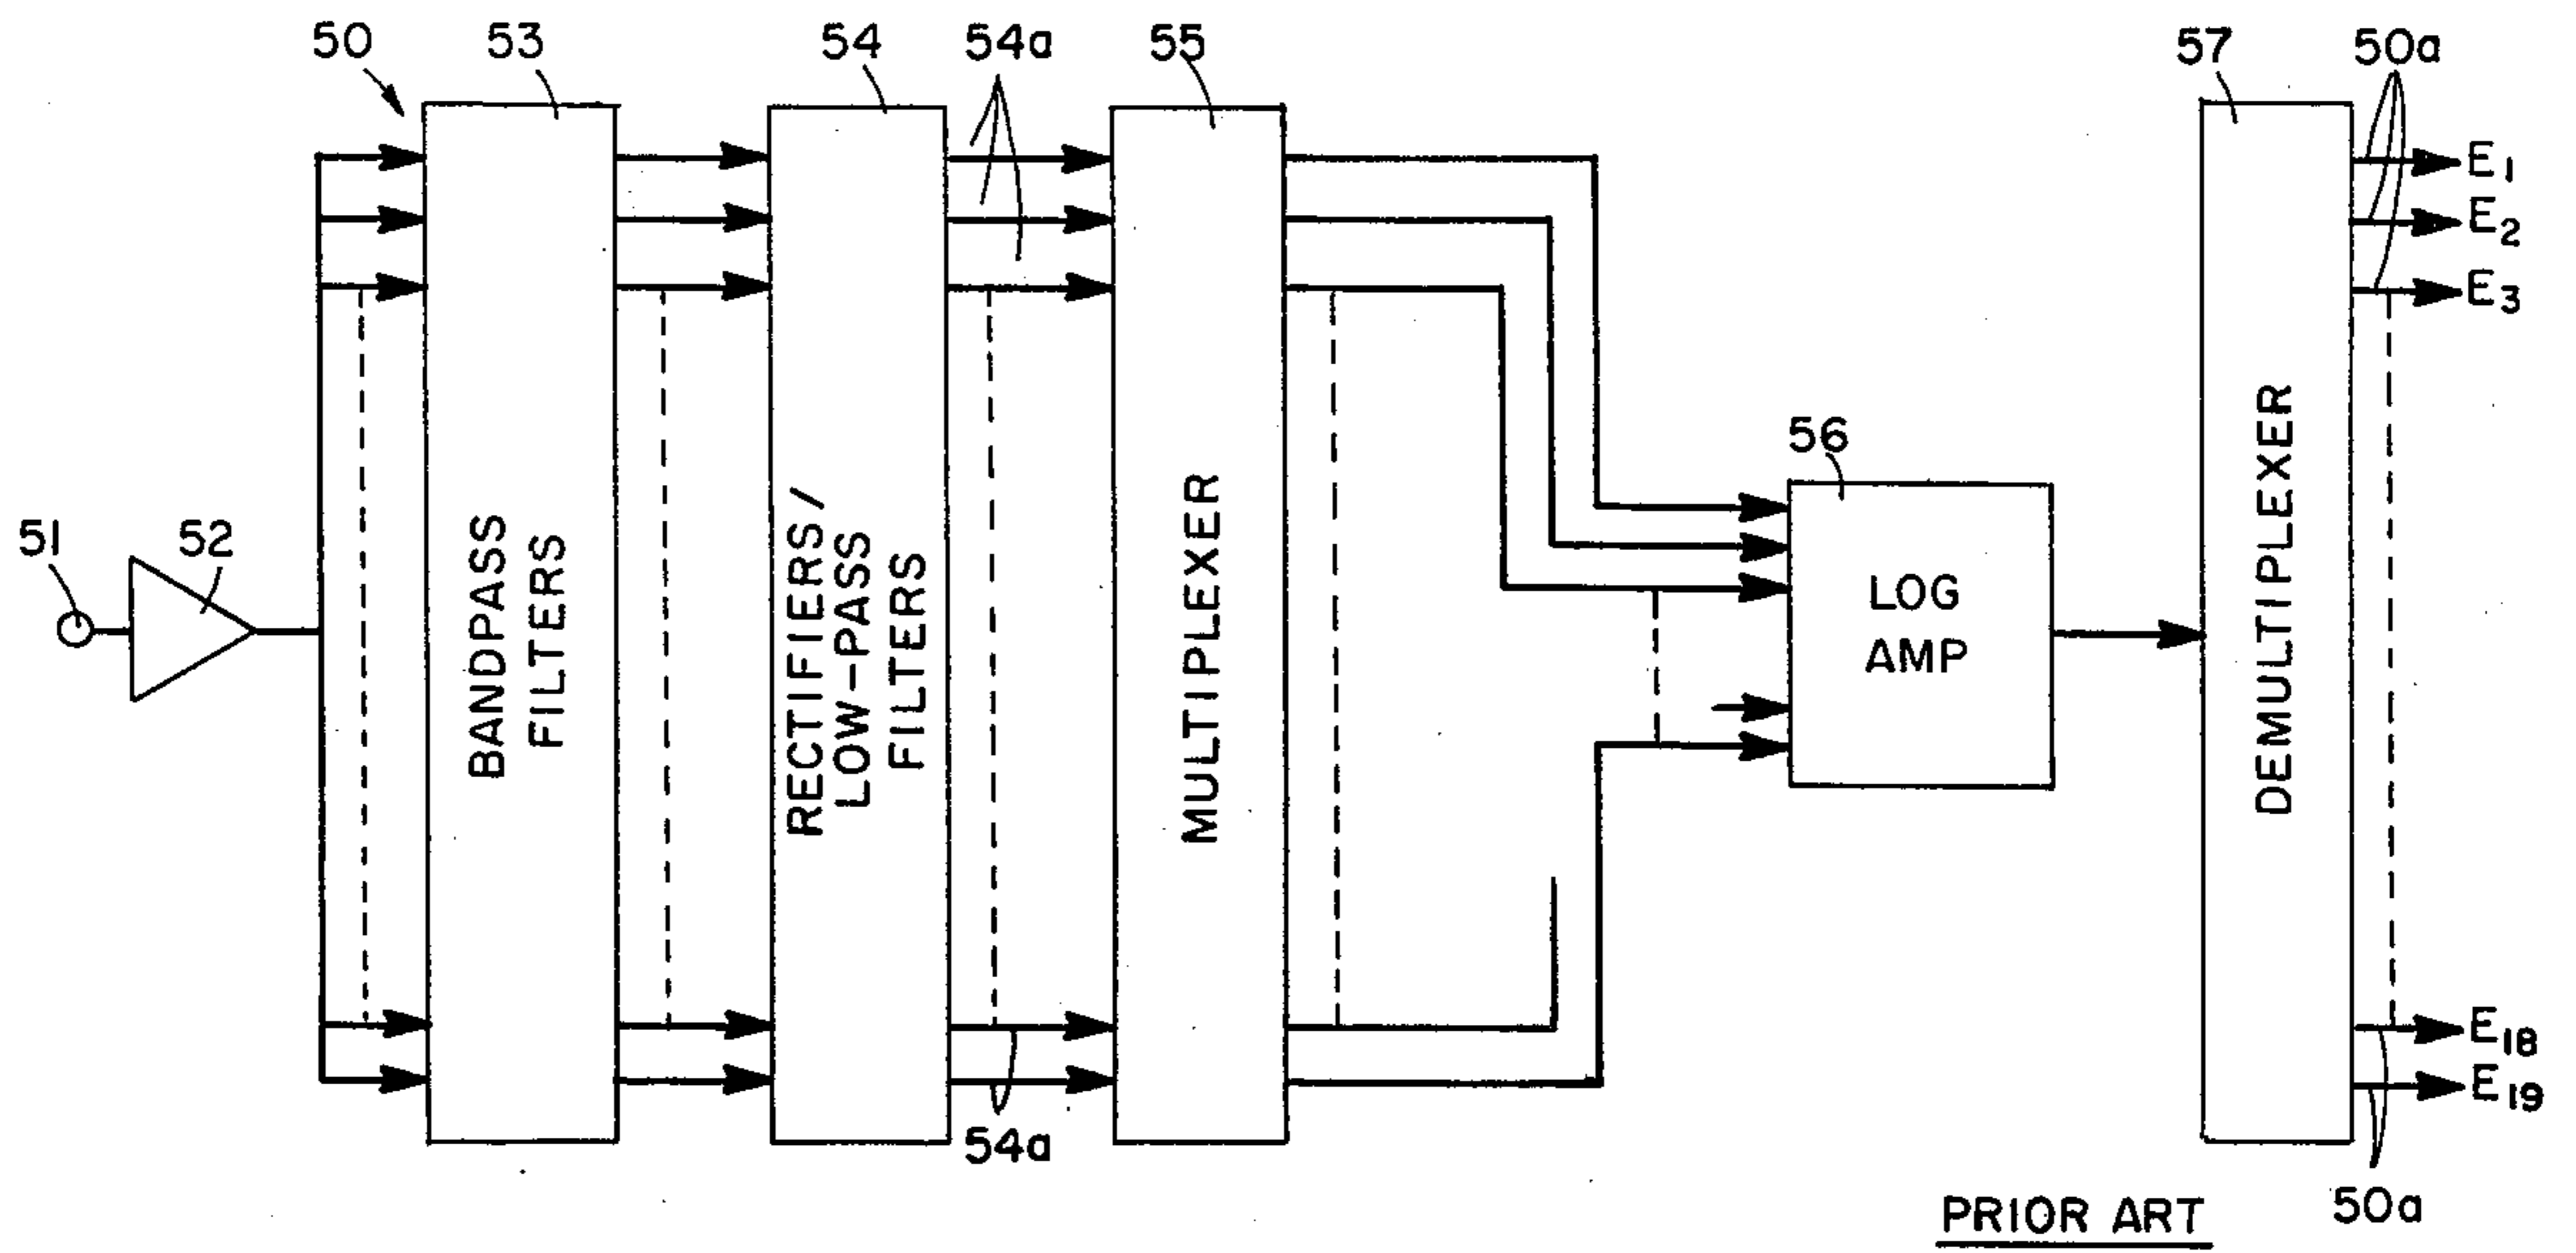 50
53
54
54a
55
57
50a
E1
E2
E3
56
51
52
BANDPASS
FILTERS
RECTIFIERS/
LOW-PASS
FILTERS
MULTIPLEXER
LOG
AMP
DEMULTIPLEXER
E18
E19
54a
50a
PRIOR ART